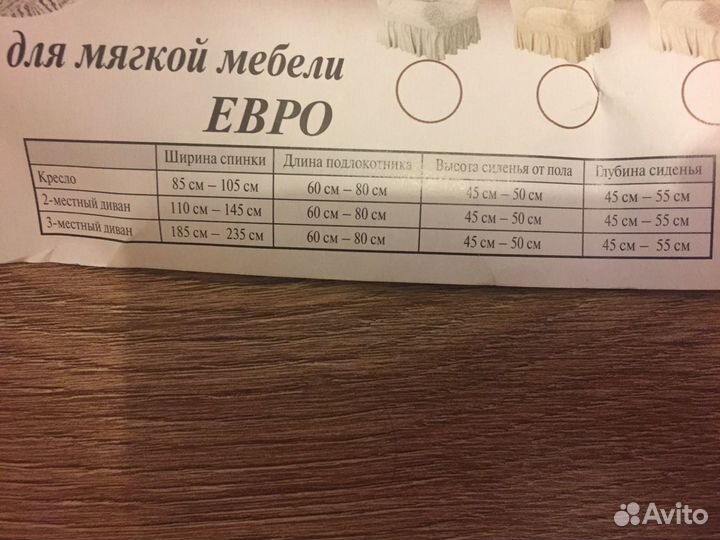 для мягкой мебели
ЕВРО
Ширина спинки Длина подлокотника Высота сиденья от пола Глубина сиденья
Кресло 85 см – 105 см 60 см – 80 см 45 см – 50 см 45 см – 55 см
2-местный диван 110 см – 145 см 60 см – 80 см 45 см – 50 см 45 см – 55 см
3-местный диван 185 см – 235 см 60 см – 80 см 45 см – 50 см 45 см – 55 см
Avito